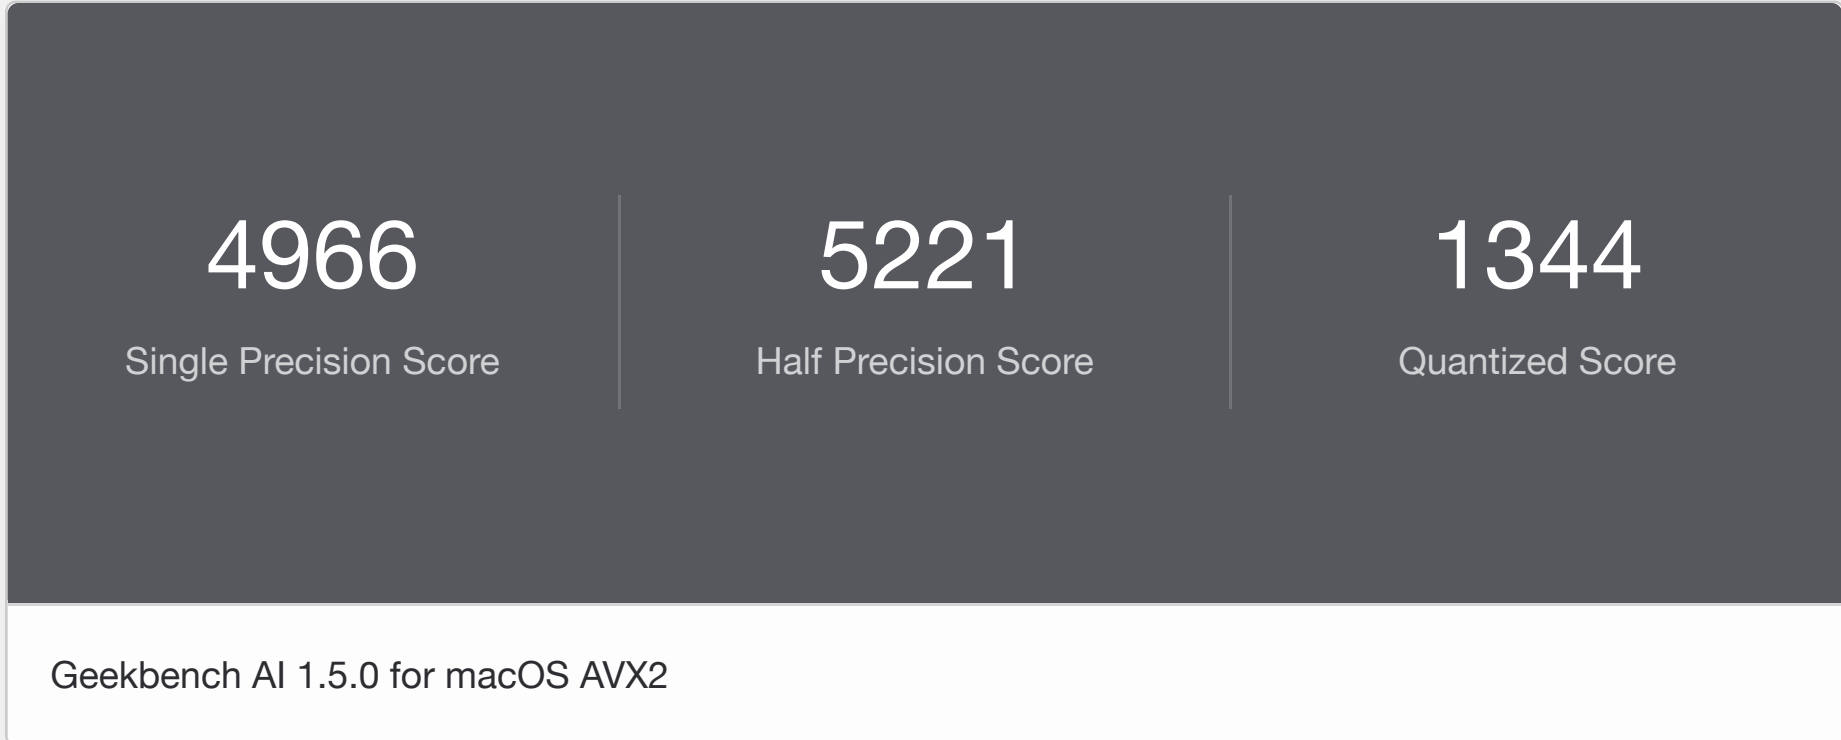 4966
Single Precision Score
5221
Half Precision Score
1344
Quantized Score
Geekbench AI 1.5.0 for macOS AVX2